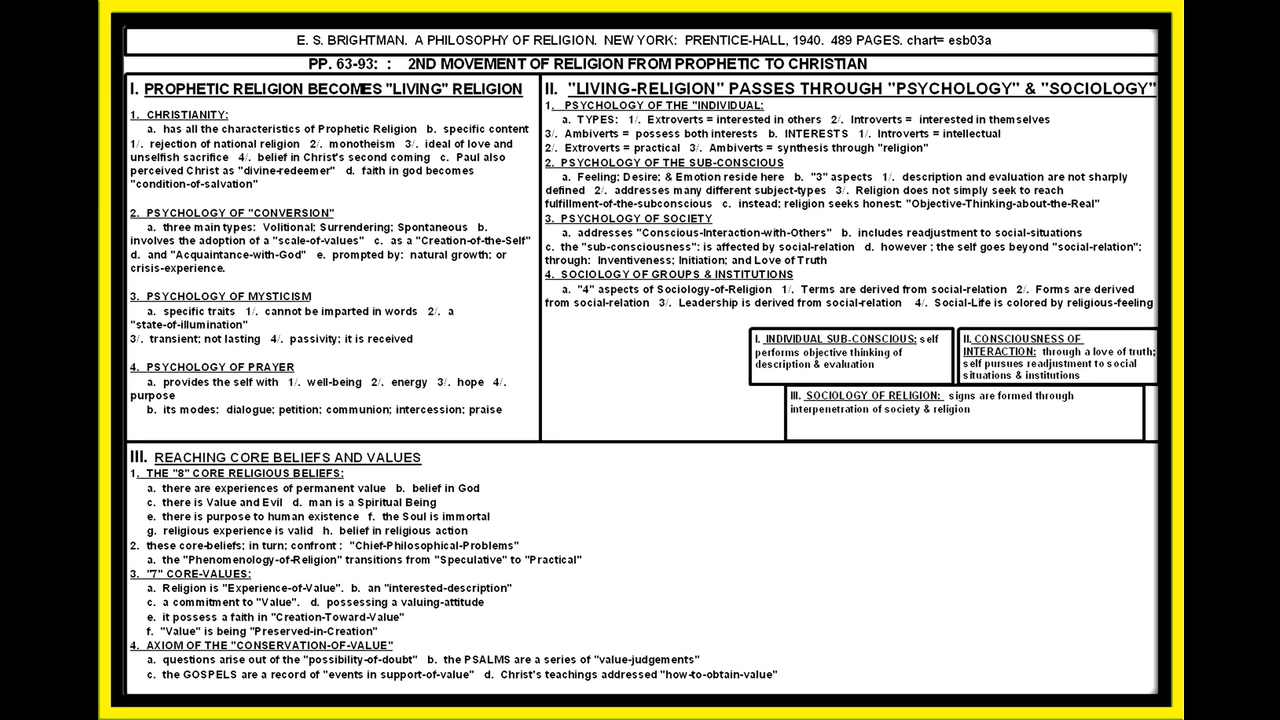 E. S. BRIGHTMAN. A PHILOSOPHY OF RELIGION. NEW YORK: PRENTICE-HALL, 1940. 489 PAGES. chart= esb03a
PP. 63-93: : 2ND MOVEMENT OF RELIGION FROM PROPHETIC TO CHRISTIAN
I. PROPHETIC RELIGION BECOMES "LIVING" RELIGION
1. CHRISTIANITY:
a. has all the characteristics of Prophetic Religion b. specific content
1/. rejection of national religion 2/. monotheism 3/. ideal of love and
unselfish sacrifice 4/. belief in Christ's second coming c. Paul also
perceived Christ as "divine-redeemer" d. faith in god becomes
"condition-of-salvation"
2. PSYCHOLOGY OF "CONVERSION"
a. three main types: Volitional; Surrendering; Spontaneous b.
involves the adoption of a "scale-of-values" c. as a "Creation-of-the-Self"
d. and "Acquaintance-with-God" e. prompted by: natural growth; or
crisis-experience.
3. PSYCHOLOGY OF MYSTICISM
a. specific traits 1/. cannot be imparted in words 2/. a
"state-of-illumination"
3/. transient; not lasting 4/. passivity; it is received
4. PSYCHOLOGY OF PRAYER
a. provides the self with 1/. well-being 2/. energy 3/. hope 4/.
purpose
b. its modes: dialogue; petition; communion; intercession; praise
II. "LIVING-RELIGION" PASSES THROUGH "PSYCHOLOGY" & "SOCIOLOGY"
1. PSYCHOLOGY OF THE "INDIVIDUAL:
a. TYPES: 1/. Extroverts = interested in others 2/. Introverts = interested in themselves
3/. Ambiverts = possess both interests b. INTERESTS 1/. Introverts = intellectual
2/. Extroverts = practical 3/. Ambiverts = synthesis through "religion"
2. PSYCHOLOGY OF THE SUB-CONSCIOUS
a. Feeling; Desire; & Emotion reside here b. "3" aspects 1/. description and evaluation are not sharply
defined 2/. addresses many different subject-types 3/. Religion does not simply seek to reach
fulfillment-of-the-subconscious c. instead; religion seeks honest: "Objective-Thinking-about-the-Real"
3. PSYCHOLOGY OF SOCIETY
a. addresses "Conscious-Interaction-with-Others" b. includes readjustment to social-situations
c. the "sub-consciousness": is affected by social-relation d. however ; the self goes beyond "social-relation";
through: Inventiveness; Initiation; and Love of Truth
4. SOCIOLOGY OF GROUPS & INSTITUTIONS
a. "4" aspects of Sociology-of-Religion 1/. Terms are derived from social-relation 2/. Forms are derived
from social-relation 3/. Leadership is derived from social-relation 4/. Social-Life is colored by religious-feeling
I. INDIVIDUAL SUB-CONSCIOUS: self
performs objective thinking of
description & evaluation
II. CONSCIOUSNESS OF
INTERACTION: through a love of truth;
self pursues readjustment to social
situations & institutions
III. SOCIOLOGY OF RELIGION: signs are formed through
interpenetration of society & religion
III. REACHING CORE BELIEFS AND VALUES
1. THE "8" CORE RELIGIOUS BELIEFS:
a. there are experiences of permanent value b. belief in God
c. there is Value and Evil d. man is a Spiritual Being
e. there is purpose to human existence f. the Soul is immortal
g. religious experience is valid h. belief in religious action
2. these core-beliefs; in turn; confront : "Chief-Philosophical-Problems"
a. the "Phenomenology-of-Religion" transitions from "Speculative" to "Practical"
3. "7" CORE-VALUES:
a. Religion is "Experience-of-Value". b. an "interested-description"
c. a commitment to "Value". d. possessing a valuing-attitude
e. it possess a faith in "Creation-Toward-Value"
f. "Value" is being "Preserved-in-Creation"
4. AXIOM OF THE "CONSERVATION-OF-VALUE"
a. questions arise out of the "possibility-of-doubt" b. the PSALMS are a series of "value-judgements"
c. the GOSPELS are a record of "events in support-of-value" d. Christ's teachings addressed "how-to-obtain-value"